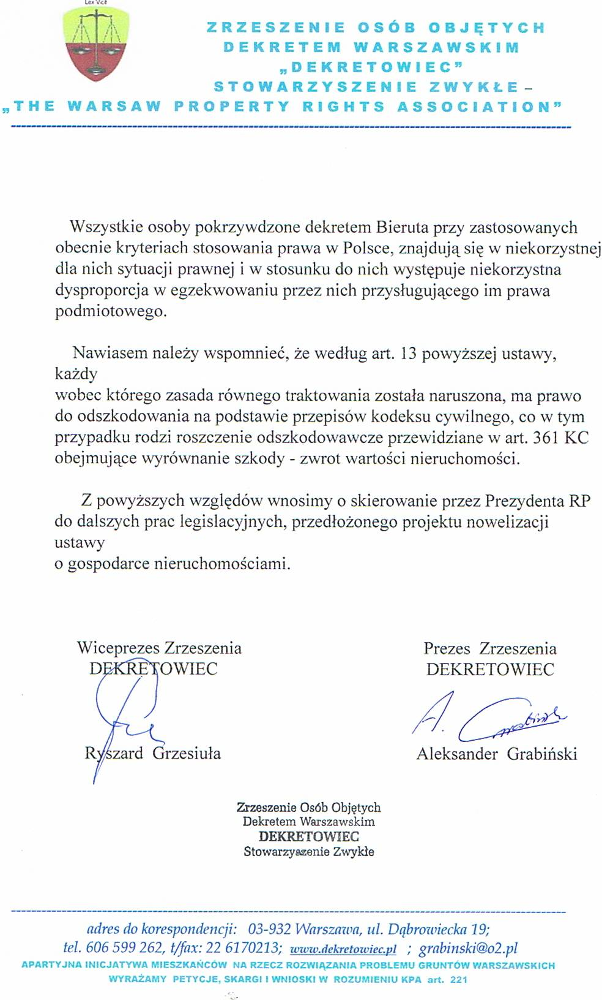 Lex Vet
ZRZESZENIE OSÓB OBJĘTYCH
DEKRETEM WARSZAWSKIM
„DEKRETOWIEC”
STOWARZYSZENIE ZWYKŁE –
„THE WARSAW PROPERTY RIGHTS ASSOCIATION”
Wszystkie osoby pokrzywdzone dekretem Bieruta przy zastosowanych
obecnie kryteriach stosowania prawa w Polsce, znajdują się w niekorzystnej
dla nich sytuacji prawnej i w stosunku do nich występuje niekorzystna
dysproporcja w egzekwowaniu przez nich przysługującego im prawa
podmiotowego.
Nawiasem należy wspomnieć, że według art. 13 powyższej ustawy,
każdy
wobec którego zasada równego traktowania została naruszona, ma prawo
do odszkodowania na podstawie przepisów kodeksu cywilnego, co w tym
przypadku rodzi roszczenie odszkodowawcze przewidziane w art. 361 KC
obejmujące wyrównanie szkody - zwrot wartości nieruchomości.
Z powyższych względów wnosimy o skierowanie przez Prezydenta RP
do dalszych prac legislacyjnych, przedłożonego projektu nowelizacji
ustawy
o gospodarce nieruchomościami.
Wiceprezes Zrzeszenia
DEKRETOWIEC
Ryszard Grzesiuła
Prezes Zrzeszenia
DEKRETOWIEC
A. Grabiński
Aleksander Grabiński
Zrzeszenie Osób Objętych
Dekretem Warszawskim
DEKRETOWIEC
Stowarzyszenie Zwykłe
adres do korespondencji: 03-932 Warszawa, ul. Dąbrowiecka 19;
tel. 606 599 262, t/fax: 22 6170213; www.dekretowiec.pl ; grabinski@o2.pl
APARTYJNA INICJATYWA MIESZKAŃCÓW NA RZECZ ROZWIĄZANIA PROBLEMU GRUNTÓW WARSZAWSKICH
WYRAŻAMY PETYCJE, SKARGI I WNIOSKI W ROZUMIENIU KPA art. 221